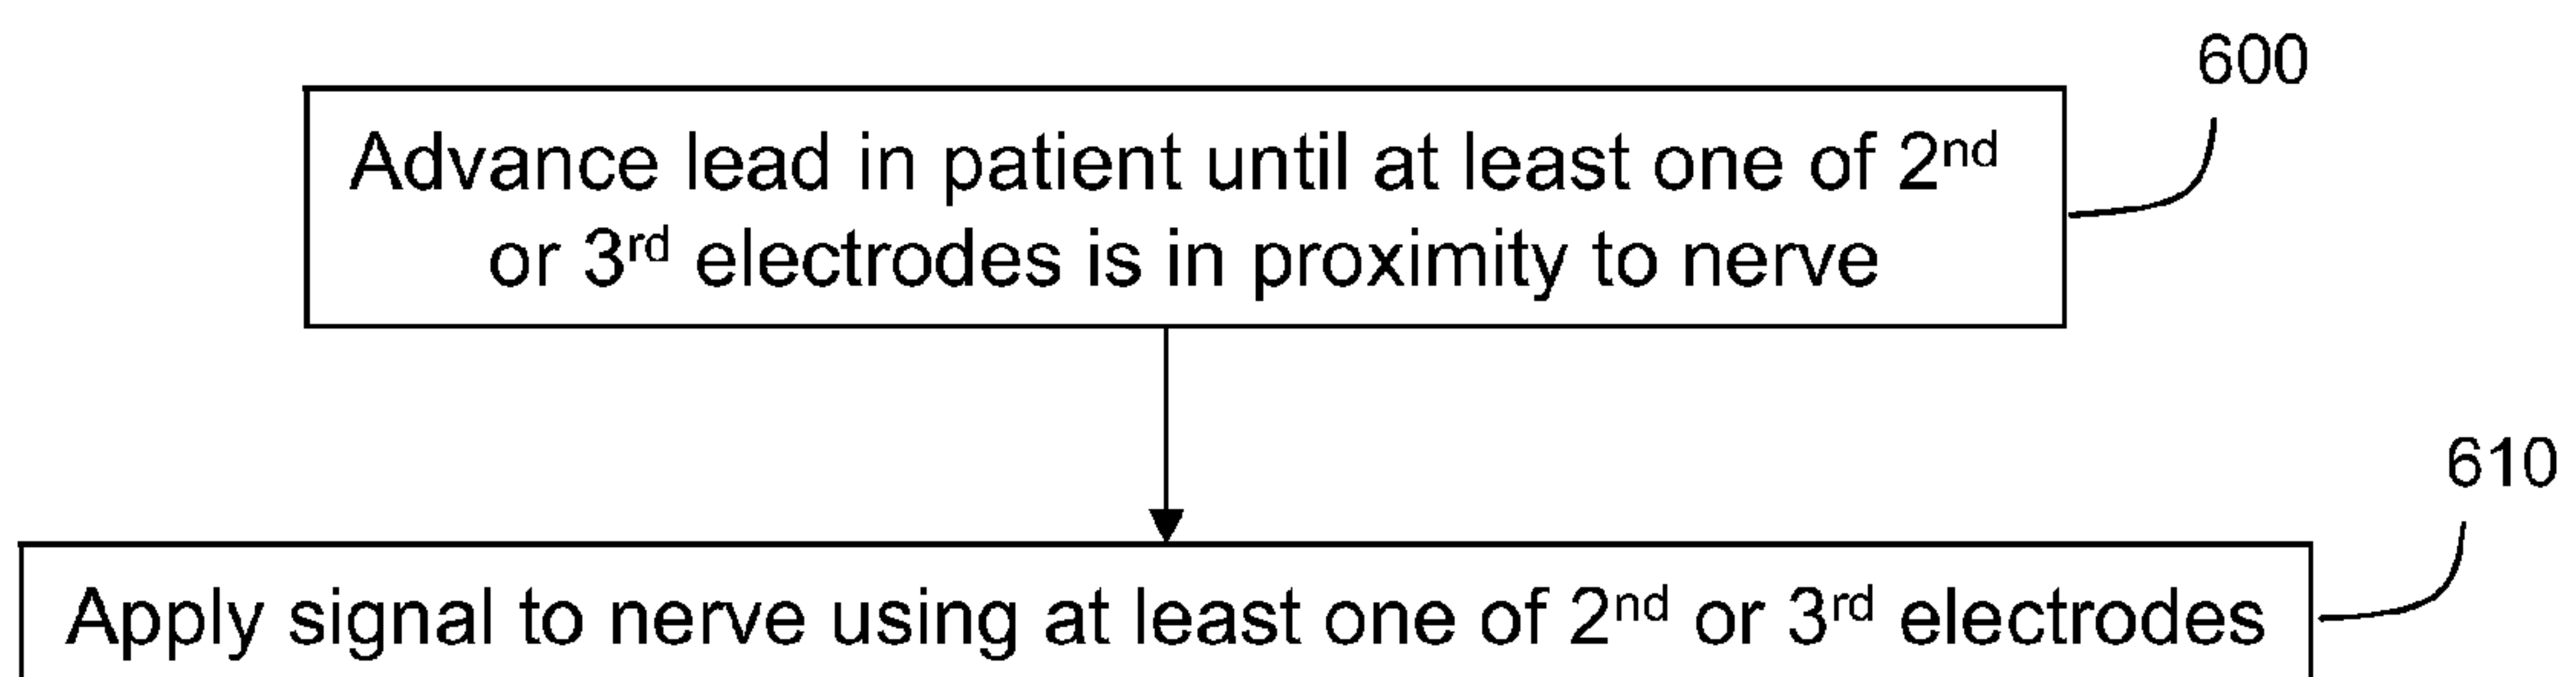 600
Advance lead in patient until at least one of 2nd
or 3rd electrodes is in proximity to nerve
610
Apply signal to nerve using at least one of 2nd or 3rd electrodes